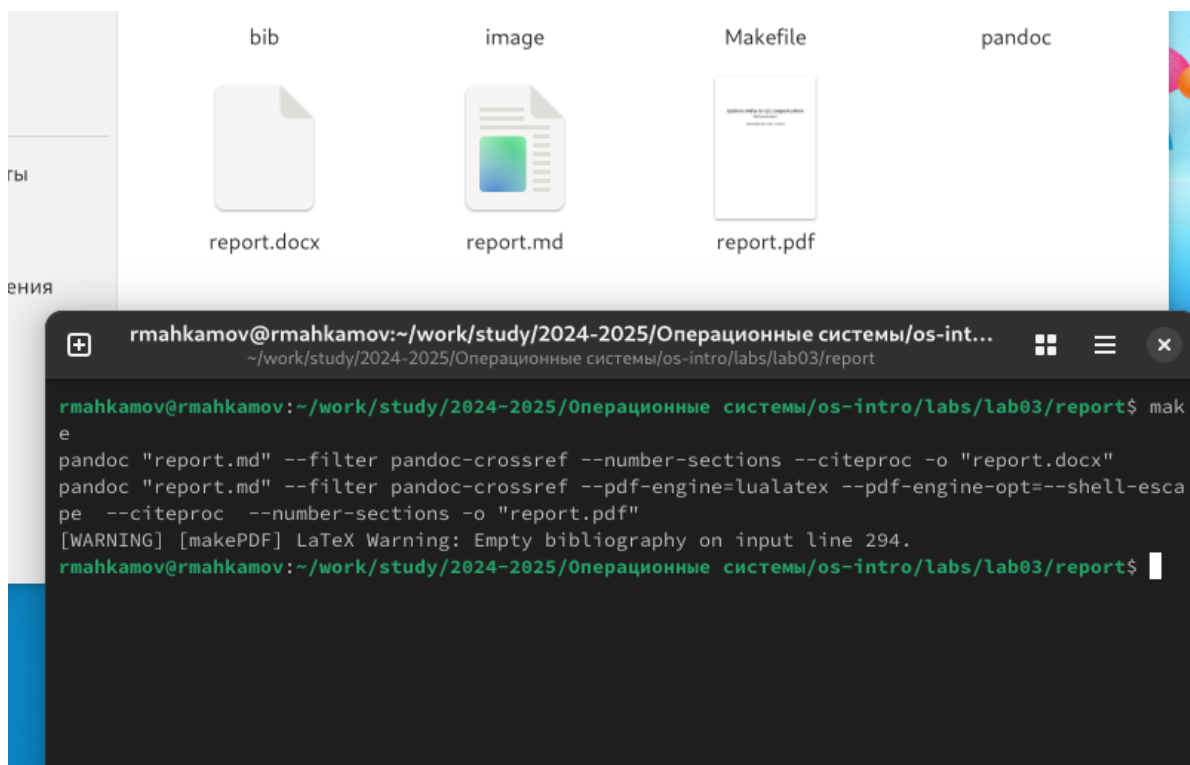 bib image Makefile pandoc
ты
report.docx report.md report.pdf
ения
rmahkamov@rmahkamov:~/work/study/2024-2025/Операционные системы/os-int...
~/work/study/2024-2025/Операционные системы/os-intro/labs/lab03/report
rmahkamov@rmahkamov:~/work/study/2024-2025/Операционные системы/os-intro/labs/lab03/report$ mak
e
pandoc "report.md" --filter pandoc-crossref --number-sections --citeproc -o "report.docx"
pandoc "report.md" --filter pandoc-crossref --pdf-engine=lualatex --pdf-engine-opt=--shell-esca
pe  --citeproc  --number-sections -o "report.pdf"
[WARNING] [makePDF] LaTeX Warning: Empty bibliography on input line 294.
rmahkamov@rmahkamov:~/work/study/2024-2025/Операционные системы/os-intro/labs/lab03/report$